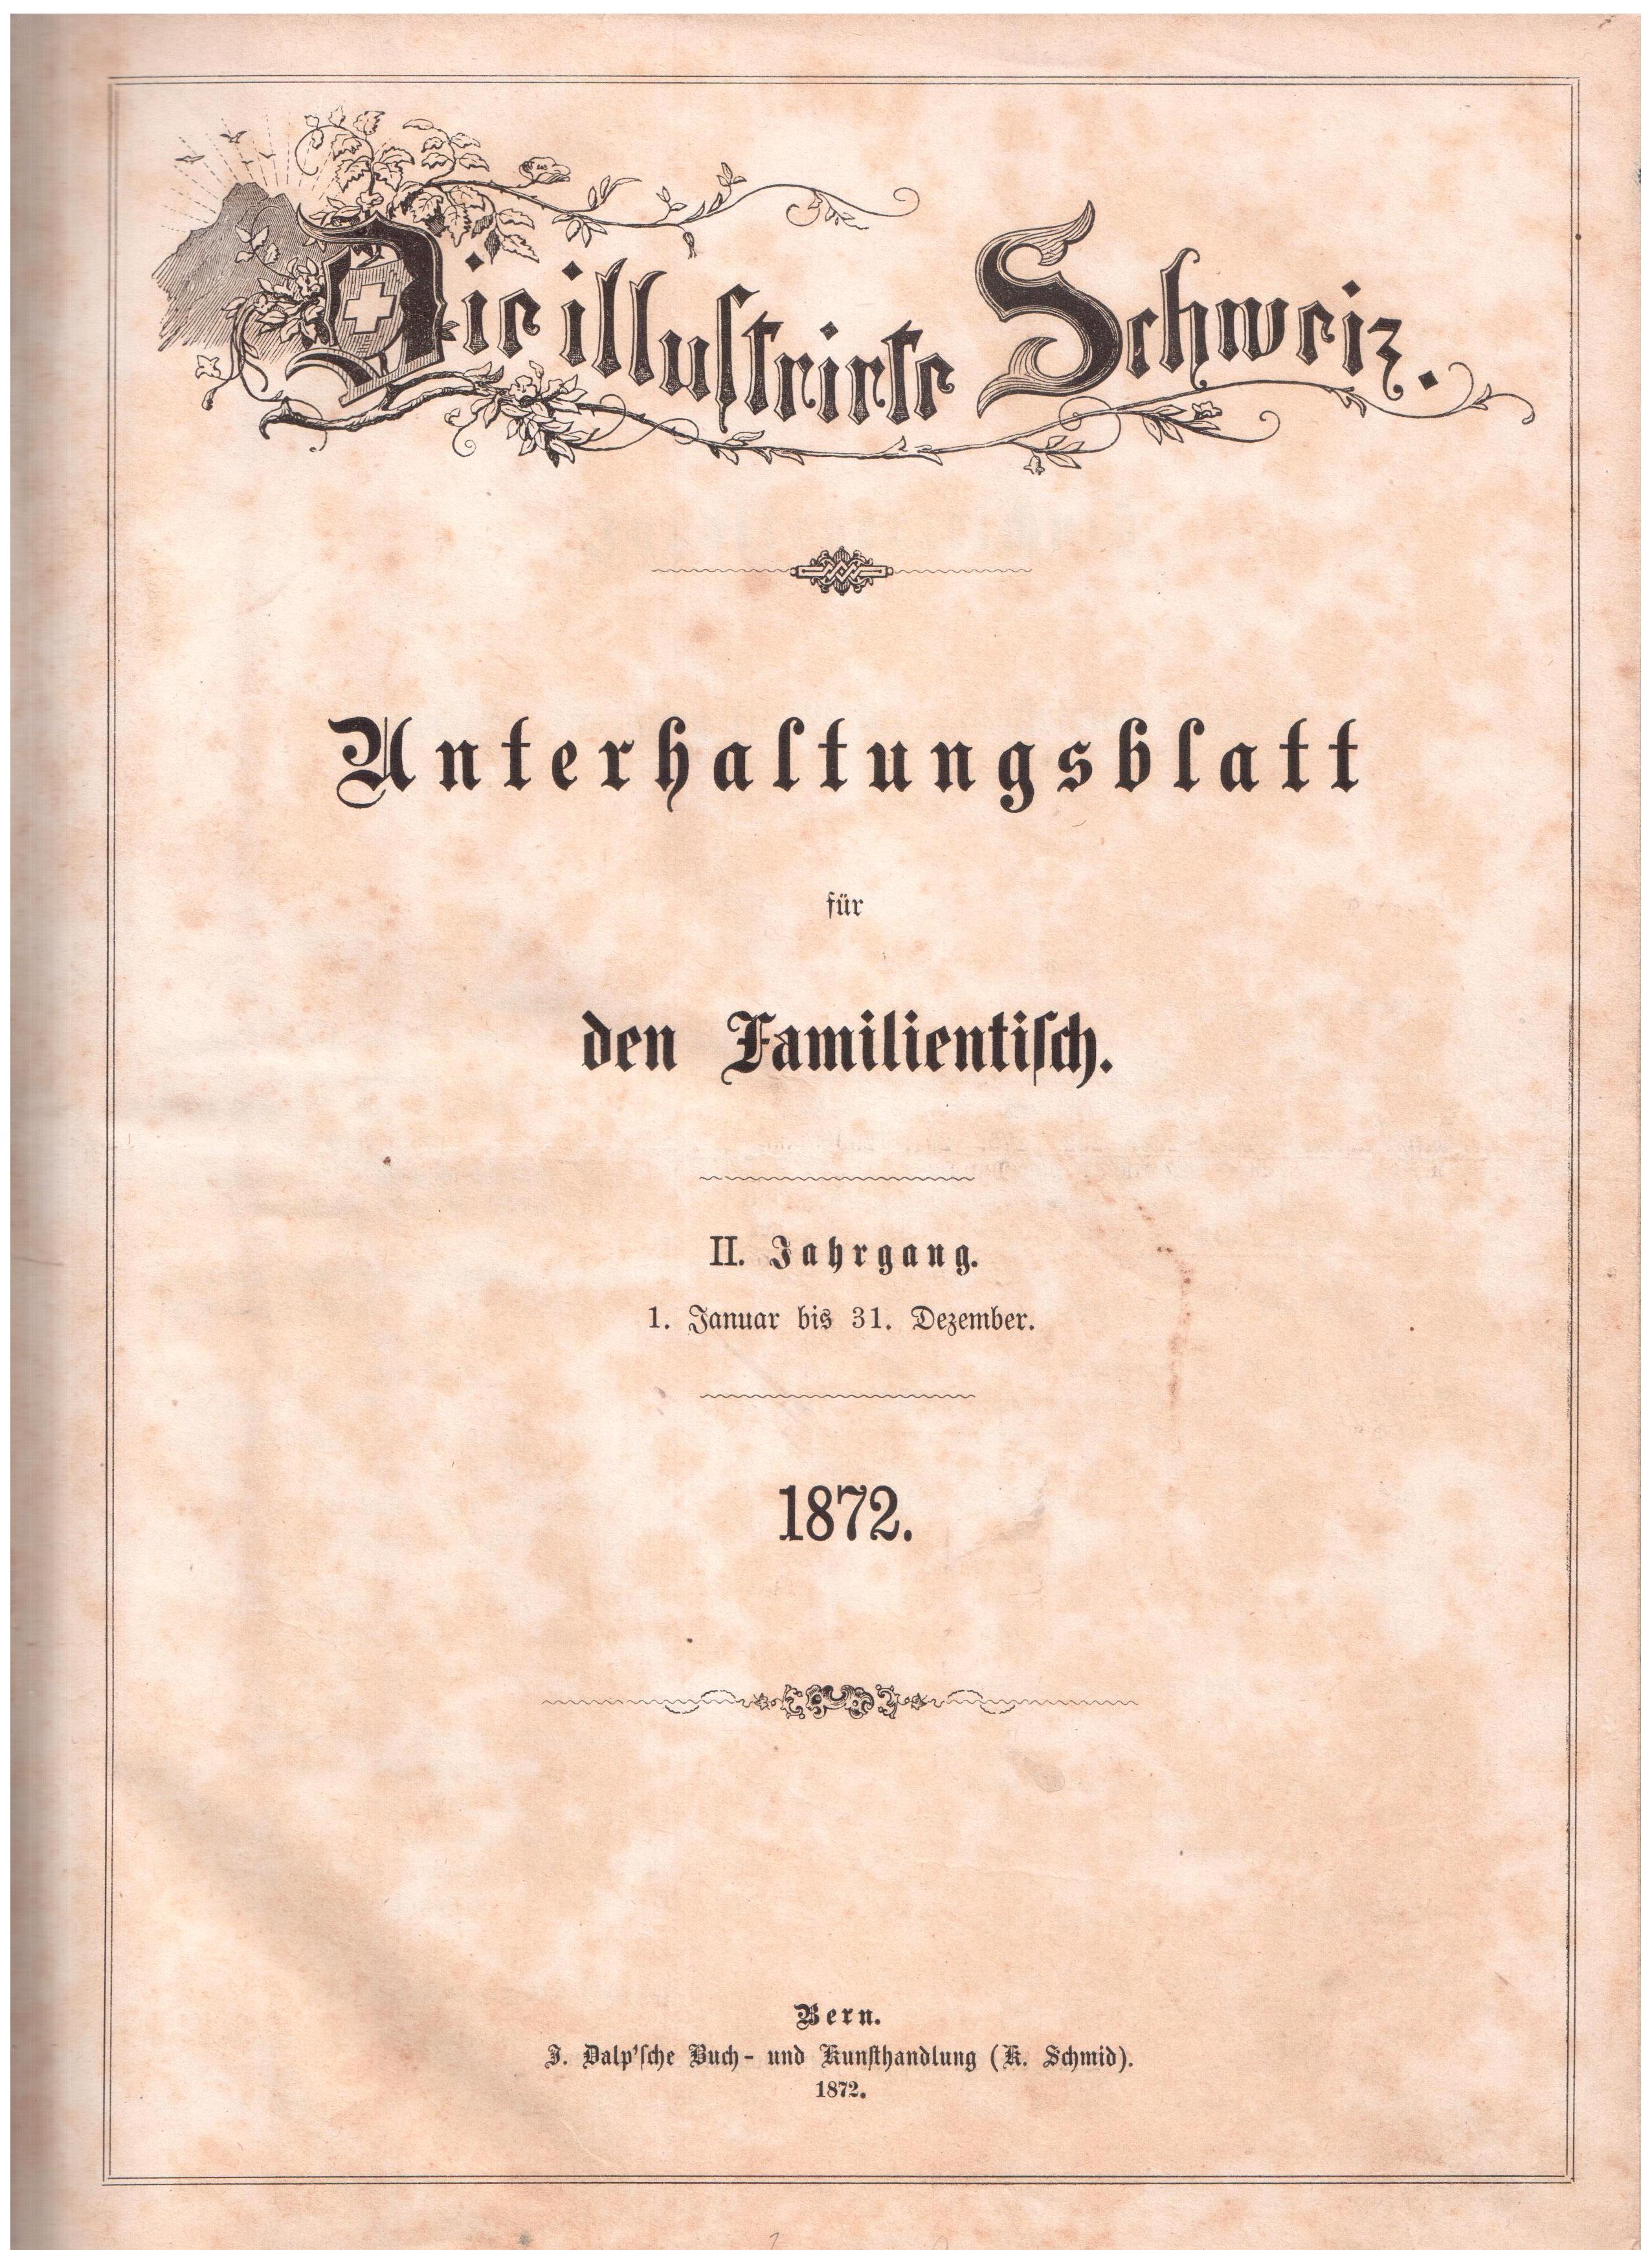 Die illustrirte Schweiz.
Unterhaltungsblatt
für
den Familientisch.
II. Jahrgang.
1. Januar bis 31. Dezember.
1872.
Bern.
J. Dalp'sche Buch- und Kunsthandlung (K. Schmid).
1872.